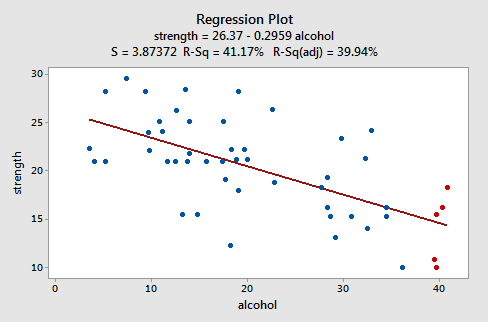 Regression Plot
strength = 26.37 - 0.2959 alcohol
S = 3.87372 R-Sq = 41.17% R-Sq(adj) = 39.94%
30
25
20
15
10
strength
0 10 20 30 40
alcohol